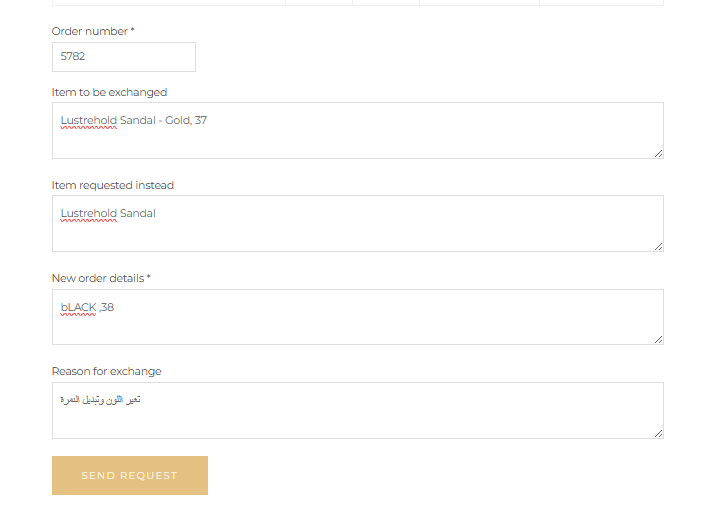 Order number *
5782
Item to be exchanged
Lustrehold Sandal - Gold, 37
Item requested instead
Lustrehold Sandal
New order details *
bLACK ,38
Reason for exchange
تغير اللون وتبديل النمرة
SEND REQUEST